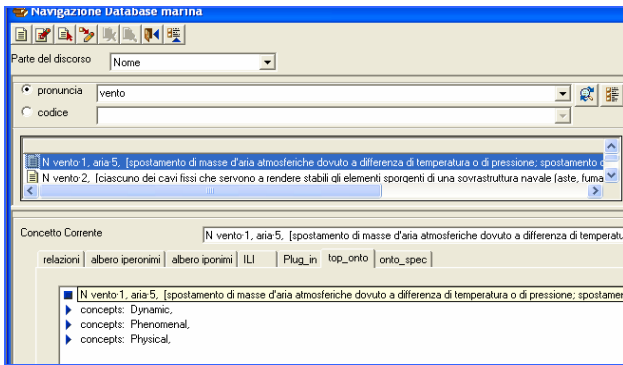 Navigazione Database marina
Parte del discorso Nome
pronuncia vento
codice
N vento·1, aria·5, [spostamento di masse d'aria atmosferiche dovuto a differenza di temperatura o di pressione; spostamento d
N vento·2, [ciascuno dei cavi fissi che servono a rendere stabili gli elementi sporgenti di una sovrastruttura navale (aste, fuma
Concetto Corrente N vento·1, aria·5, [spostamento di masse d'aria atmosferiche dovuto a differenza di temperatu
relazioni albero iperonimi albero iponimi ILI Plug_in top_onto onto_spec
N vento·1, aria·5, [spostamento di masse d'aria atmosferiche dovuto a differenza di temperatura o di pressione; spostamen
concepts: Dynamic,
concepts: Phenomenal,
concepts: Physical,